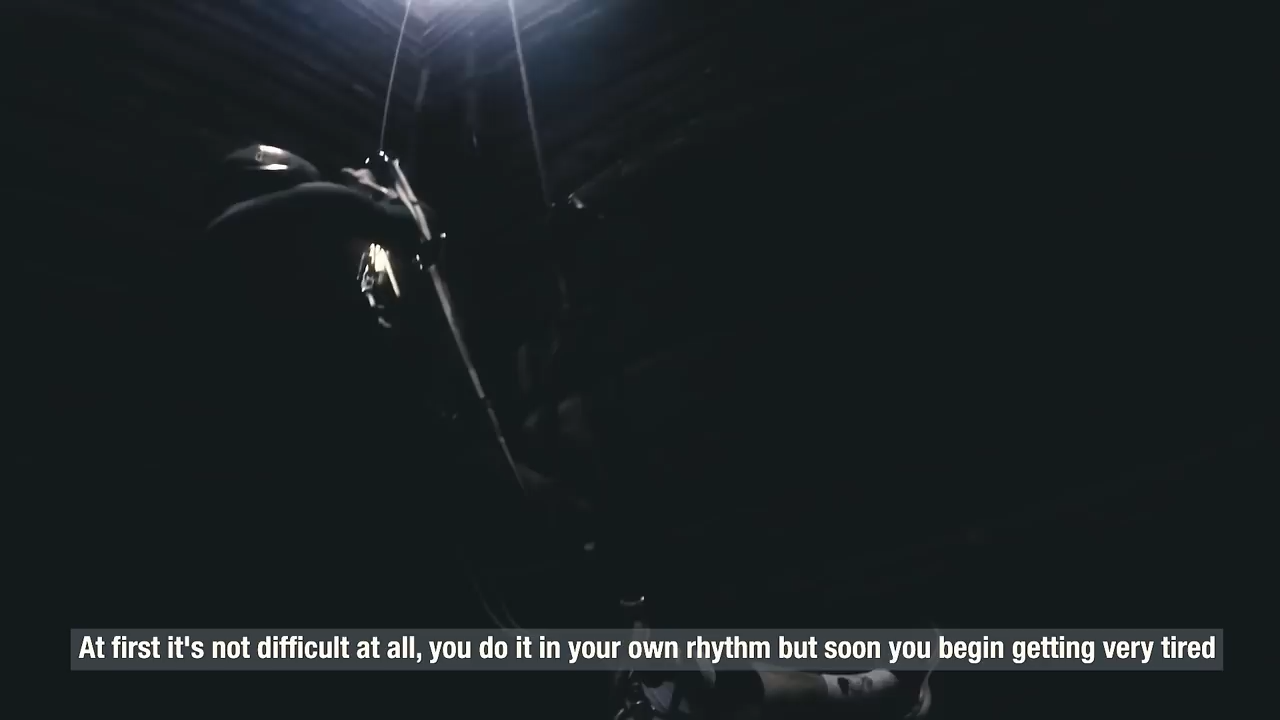 At first it's not difficult at all, you do it in your own rhythm but soon you begin getting very tired